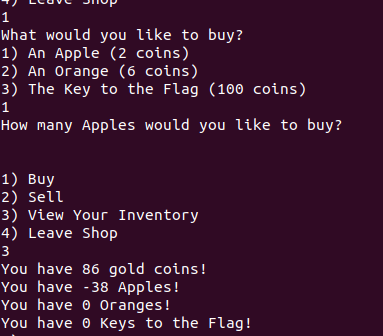 4) Leave Shop
1
What would you like to buy?
1) An Apple (2 coins)
2) An Orange (6 coins)
3) The Key to the Flag (100 coins)
1
How many Apples would you like to buy?
1) Buy
2) Sell
3) View Your Inventory
4) Leave Shop
3
You have 86 gold coins!
You have -38 Apples!
You have 0 Oranges!
You have 0 Keys to the Flag!